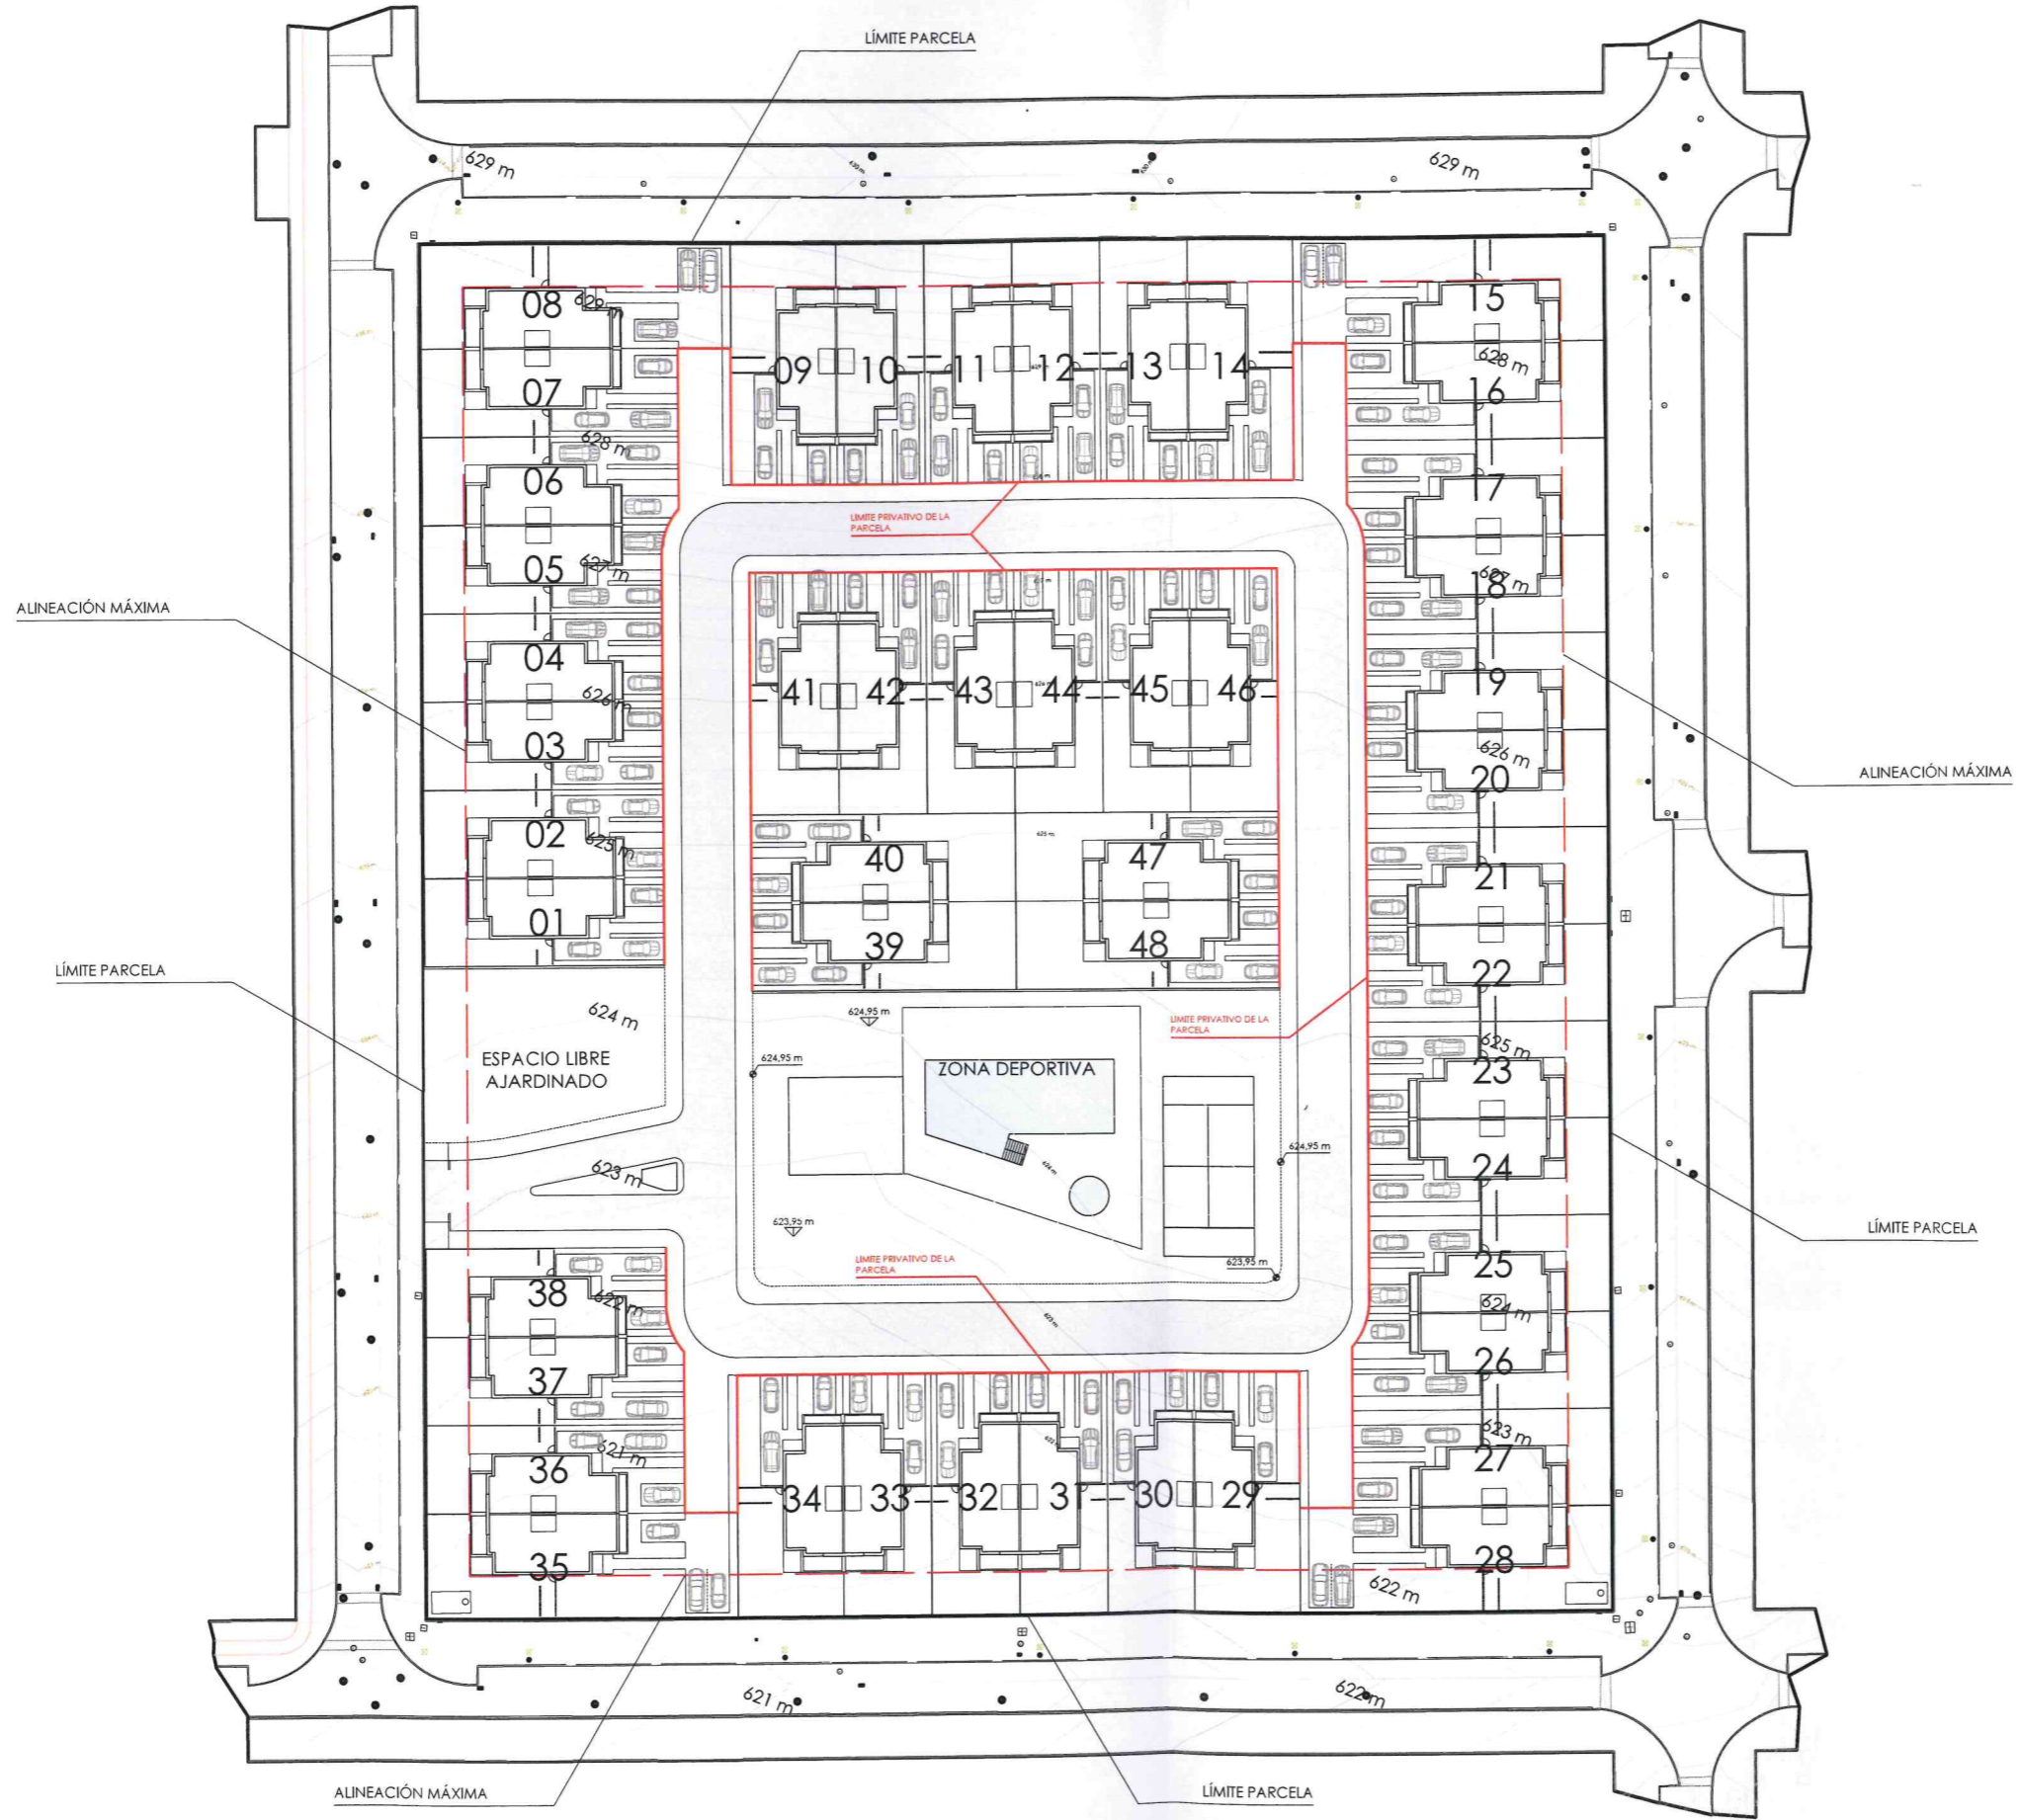 LÍMITE PARCELA
629 m
629 m
08
629 m
07
628 m
06
05
627 m
04
626 m
03
02
625 m
01
09
10
11
12
13
14
15
628 m
16
17
627 m
18
19
626 m
20
21
22
625 m
23
24
25
624 m
26
623 m
27
28
622 m
LÍMITE PRIVATIVO DE LA
PARCELA
ALINEACIÓN MÁXIMA
ALINEACIÓN MÁXIMA
41
42
43
44
45
46
40
625 m
47
39
48
LÍMITE PARCELA
624 m
ESPACIO LIBRE
AJARDINADO
624,95 m
624,95 m
ZONA DEPORTIVA
LÍMITE PRIVATIVO DE LA
PARCELA
624,95 m
623 m
623,95 m
623,95 m
LÍMITE PRIVATIVO DE LA
PARCELA
LÍMITE PARCELA
38
622 m
37
36
621 m
35
34
33
32
31
30
29
621 m
622 m
ALINEACIÓN MÁXIMA
LÍMITE PARCELA